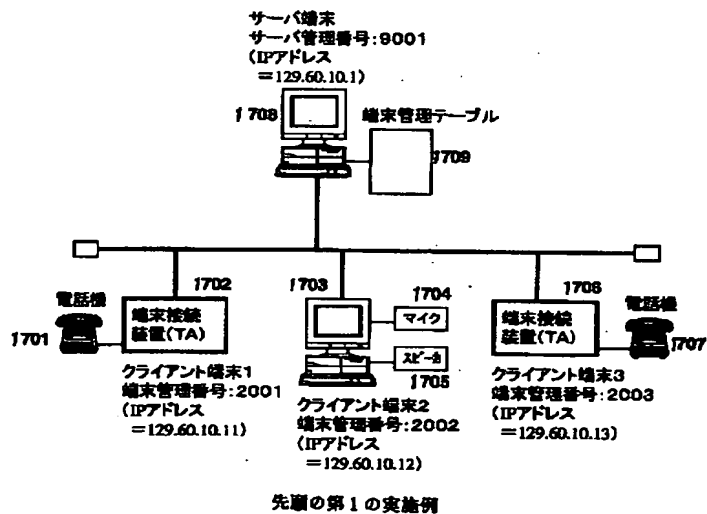 サーバ端末
サーバ管理番号:9001
(IPアドレス
=129.60.10.1)
1708
端末管理テーブル
1709
1702
電話機
1701
端末接続
装置(TA)
クライアント端末1
端末管理番号:2001
(IPアドレス
=129.60.10.11)
1703
1704
マイク
スピーカ
1705
クライアント端末2
端末管理番号:2002
(IPアドレス
=129.60.10.12)
1706
電話機
端末接続
装置(TA)
1707
クライアント端末3
端末管理番号:2003
(IPアドレス
=129.60.10.13)
先願の第1の実施例